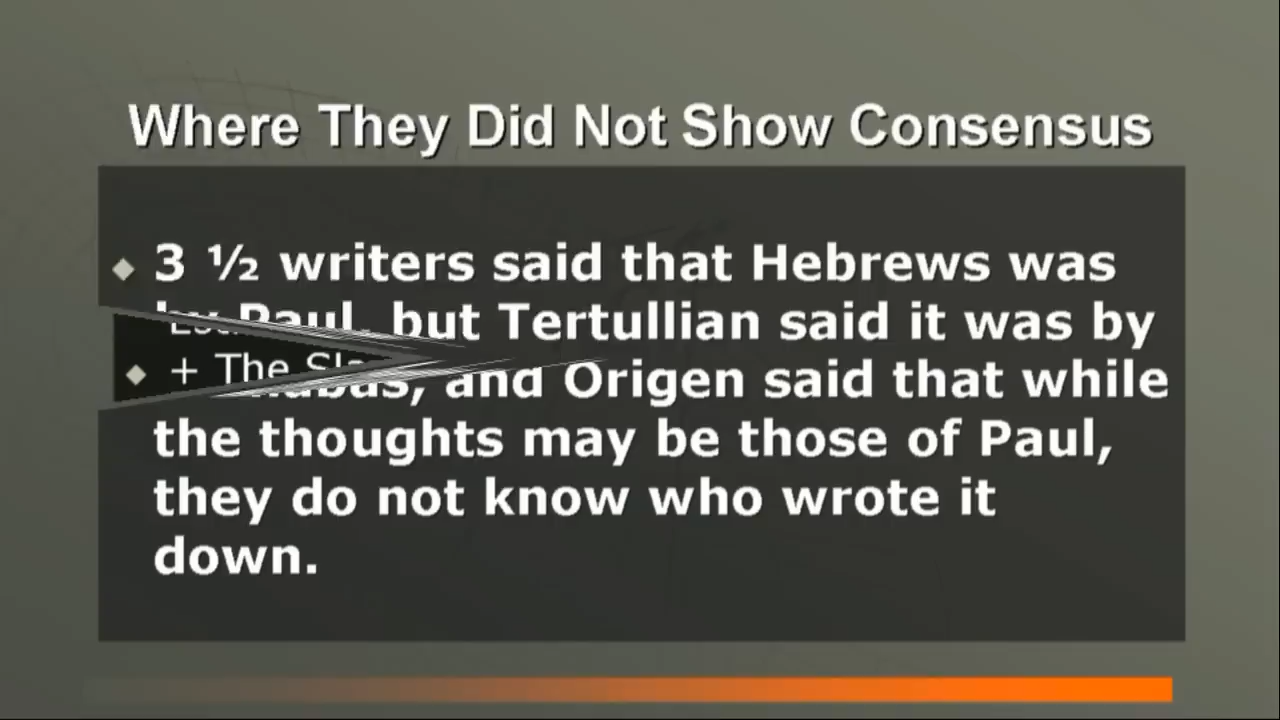 Where They Did Not Show Consensus
◆ 3 ½ writers said that Hebrews was
by Paul, but Tertullian said it was by
and Origen said that while
◆ + The
the thoughts may be those of Paul,
they do not know who wrote it
down.